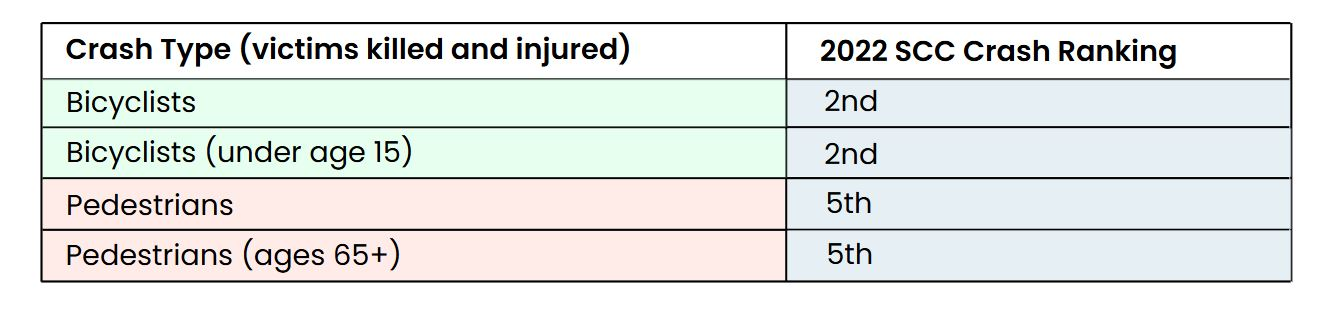 Crash Type (victims killed and injured) 2022 SCC Crash Ranking
Bicyclists 2nd
Bicyclists (under age 15) 2nd
Pedestrians 5th
Pedestrians (ages 65+) 5th